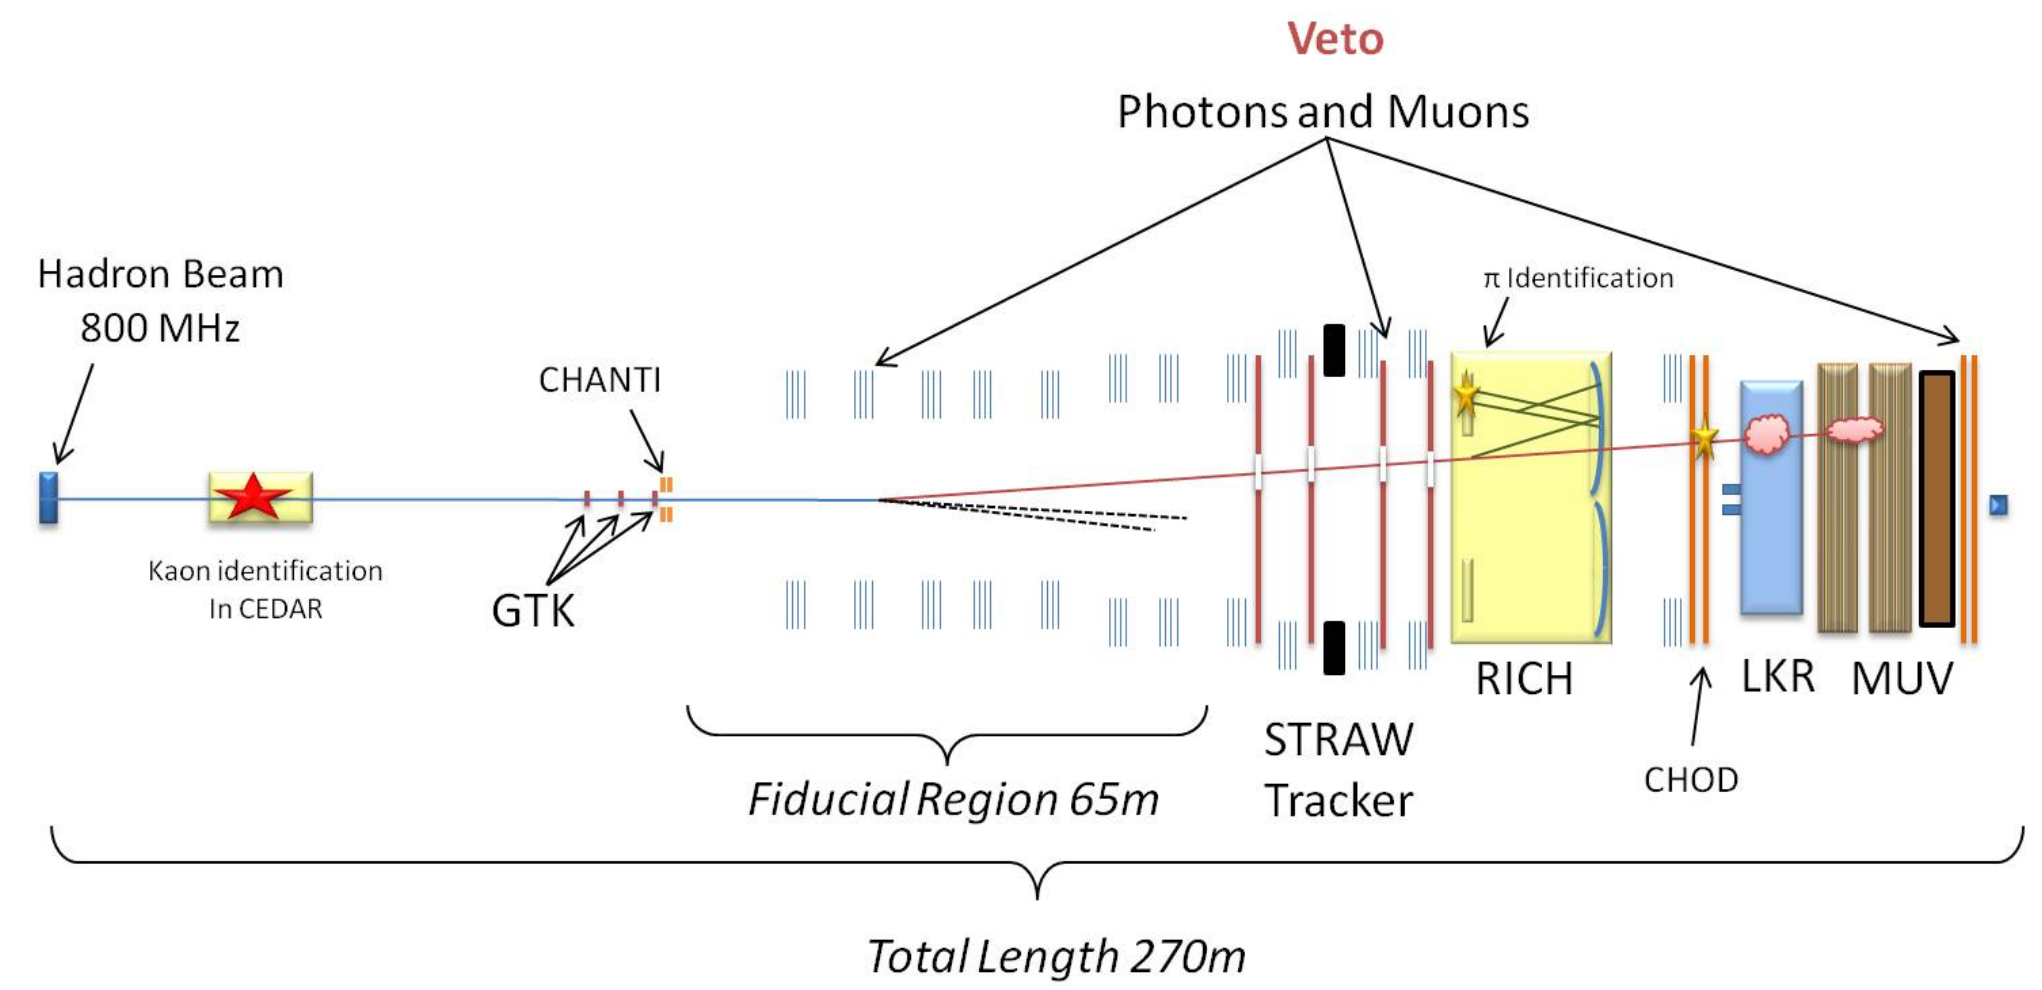 Veto
Photons and Muons
Hadron Beam
800 MHz
π Identification
CHANTI
Kaon identification
In CEDAR
GTK
RICH
LKR
MUV
STRAW
Tracker
CHOD
Fiducial Region 65m
Total Length 270m